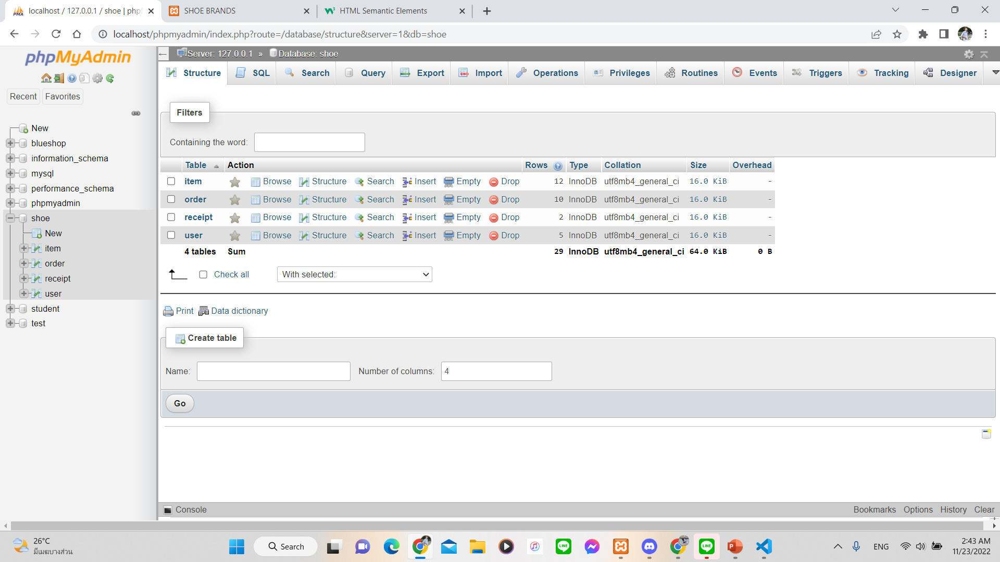 localhost / 127.0.0.1 / shoe | php
SHOE BRANDS
HTML Semantic Elements
localhost/phpmyadmin/index.php?route=/database/structure&server=1&db=shoe
phpMyAdmin
Recent
Favorites
New
blueshop
information_schema
mysql
performance_schema
phpmyadmin
shoe
New
item
order
receipt
user
student
test
Server: 127.0.0.1 » Database: shoe
Structure SQL Search Query Export Import Operations Privileges Routines Events Triggers Tracking Designer
Filters
Containing the word:
Table Action Rows Type Collation Size Overhead
item Browse Structure Search Insert Empty Drop 12 InnoDB utf8mb4_general_ci 16.0 KiB -
order Browse Structure Search Insert Empty Drop 10 InnoDB utf8mb4_general_ci 16.0 KiB -
receipt Browse Structure Search Insert Empty Drop 2 InnoDB utf8mb4_general_ci 16.0 KiB -
user Browse Structure Search Insert Empty Drop 5 InnoDB utf8mb4_general_ci 16.0 KiB -
4 tables Sum 29 InnoDB utf8mb4_general_ci 64.0 KiB 0 B
Check all With selected:
Print Data dictionary
Create table
Name: Number of columns: 4
Go
Console Bookmarks Options History Clear
26°C
มีเมฆบางส่วน
Search
ENG
2:43 AM
11/23/2022